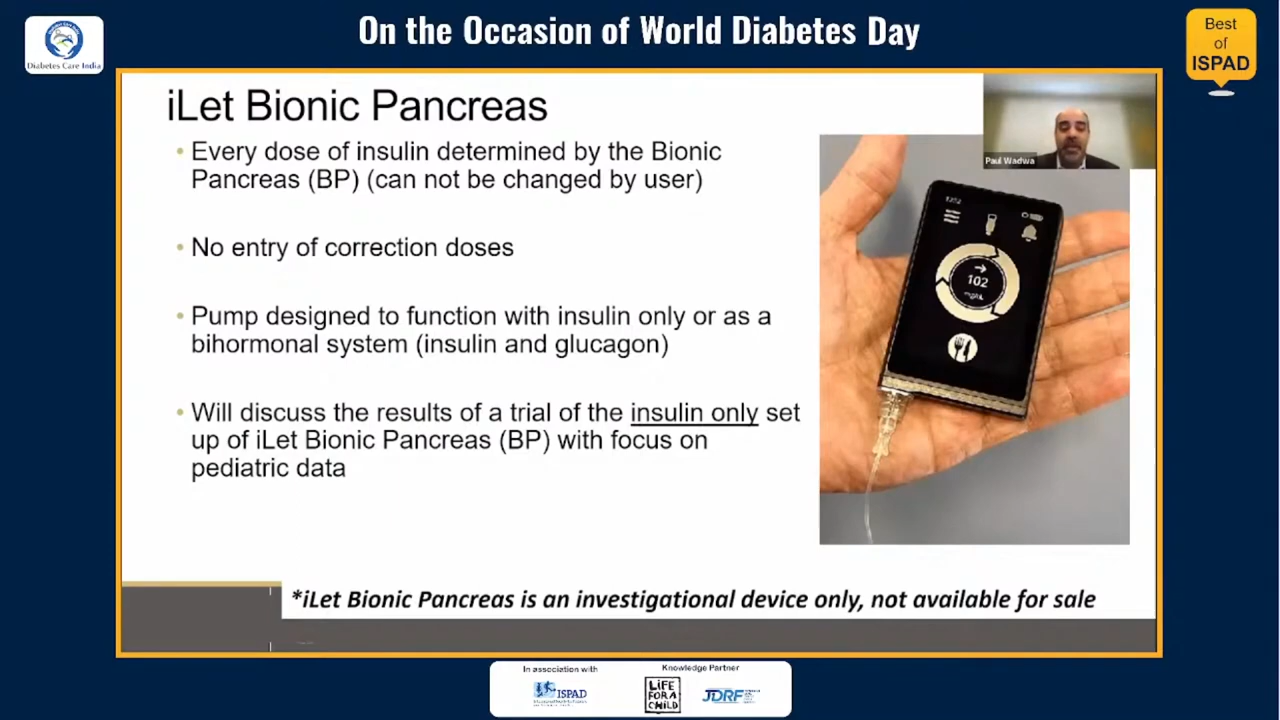 On the Occasion of World Diabetes Day
Diabetes Care India
Best
of
ISPAD
iLet Bionic Pancreas
Paul Wadwa
• Every dose of insulin determined by the Bionic
Pancreas (BP) (can not be changed by user)
• No entry of correction doses
• Pump designed to function with insulin only or as a
bihormonal system (insulin and glucagon)
• Will discuss the results of a trial of the insulin only set
up of iLet Bionic Pancreas (BP) with focus on
pediatric data
102
mg/dL
*iLet Bionic Pancreas is an investigational device only, not available for sale
In association with
ISPAD
Knowledge Partner
LiFE
FOR A
CHiLD
JDRF